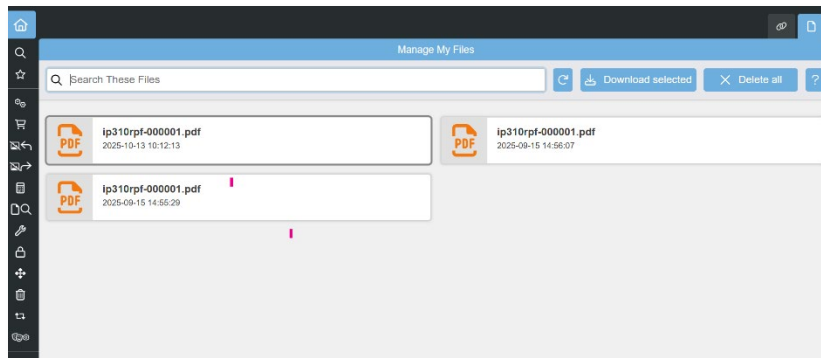 Manage My Files
Search These Files
Download selected
Delete all
?
PDF
ip310rpf-000001.pdf
2025-10-13 10:12:13
PDF
ip310rpf-000001.pdf
2025-09-15 14:56:07
PDF
ip310rpf-000001.pdf
2025-09-15 14:55:29